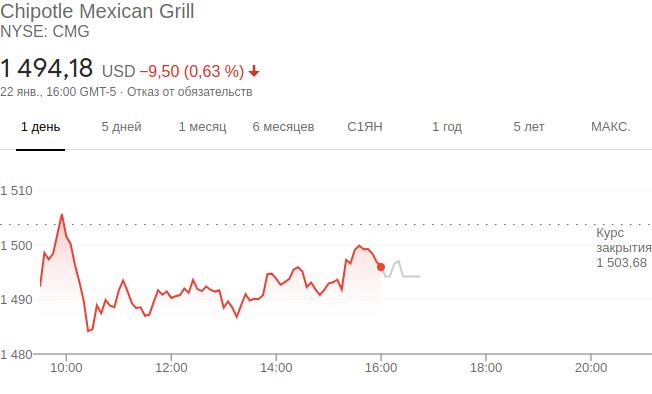 Chipotle Mexican Grill
NYSE: CMG
1 494,18 USD −9,50 (0,63 %)
22 янв., 16:00 GMT-5 · Отказ от обязательств
1 день 5 дней 1 месяц 6 месяцев С1ЯН 1 год 5 лет МАКС.
1 510
Курс
закрытия
1 503,68
1 500
1 490
1 480
10:00 12:00 14:00 16:00 18:00 20:00